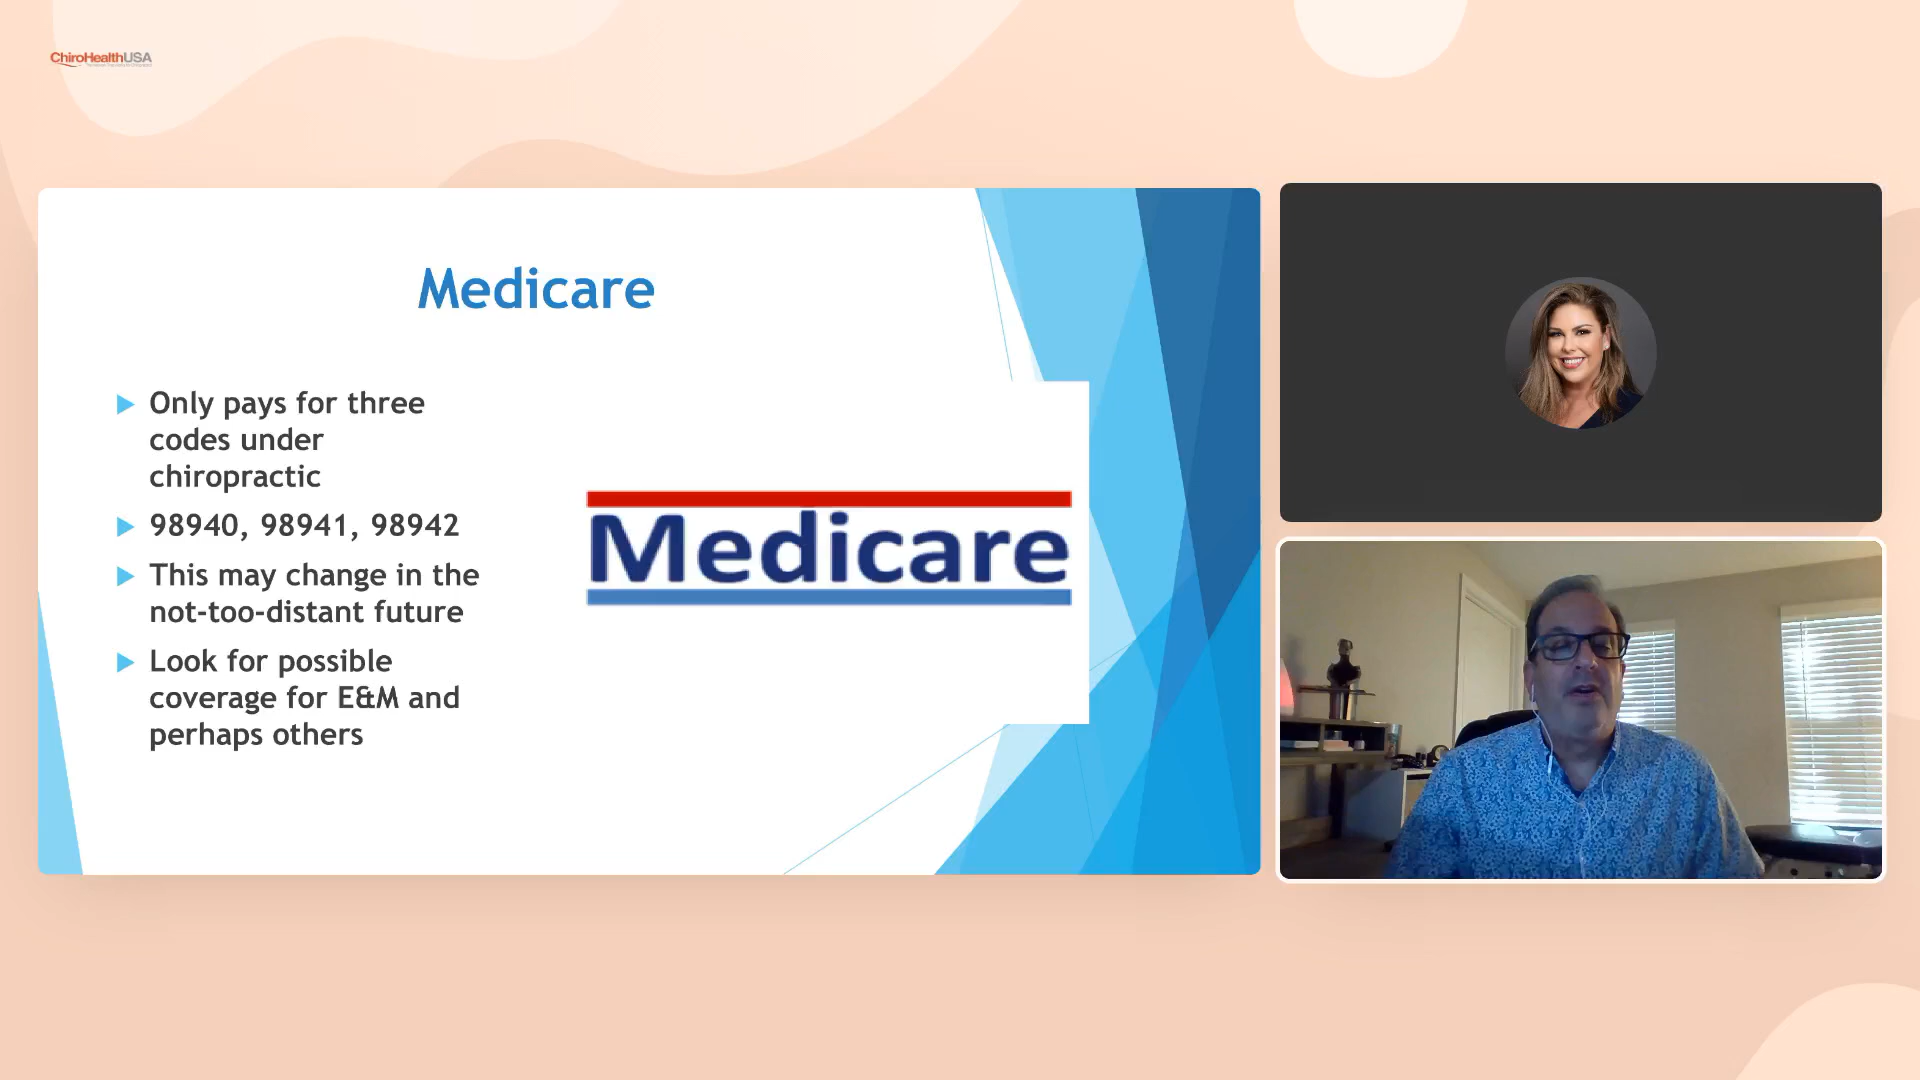 ChiroHealthUSA
Medicare
Only pays for three
codes under
chiropractic
98940, 98941, 98942
This may change in the
not-too-distant future
Look for possible
coverage for E&M and
perhaps others
Medicare